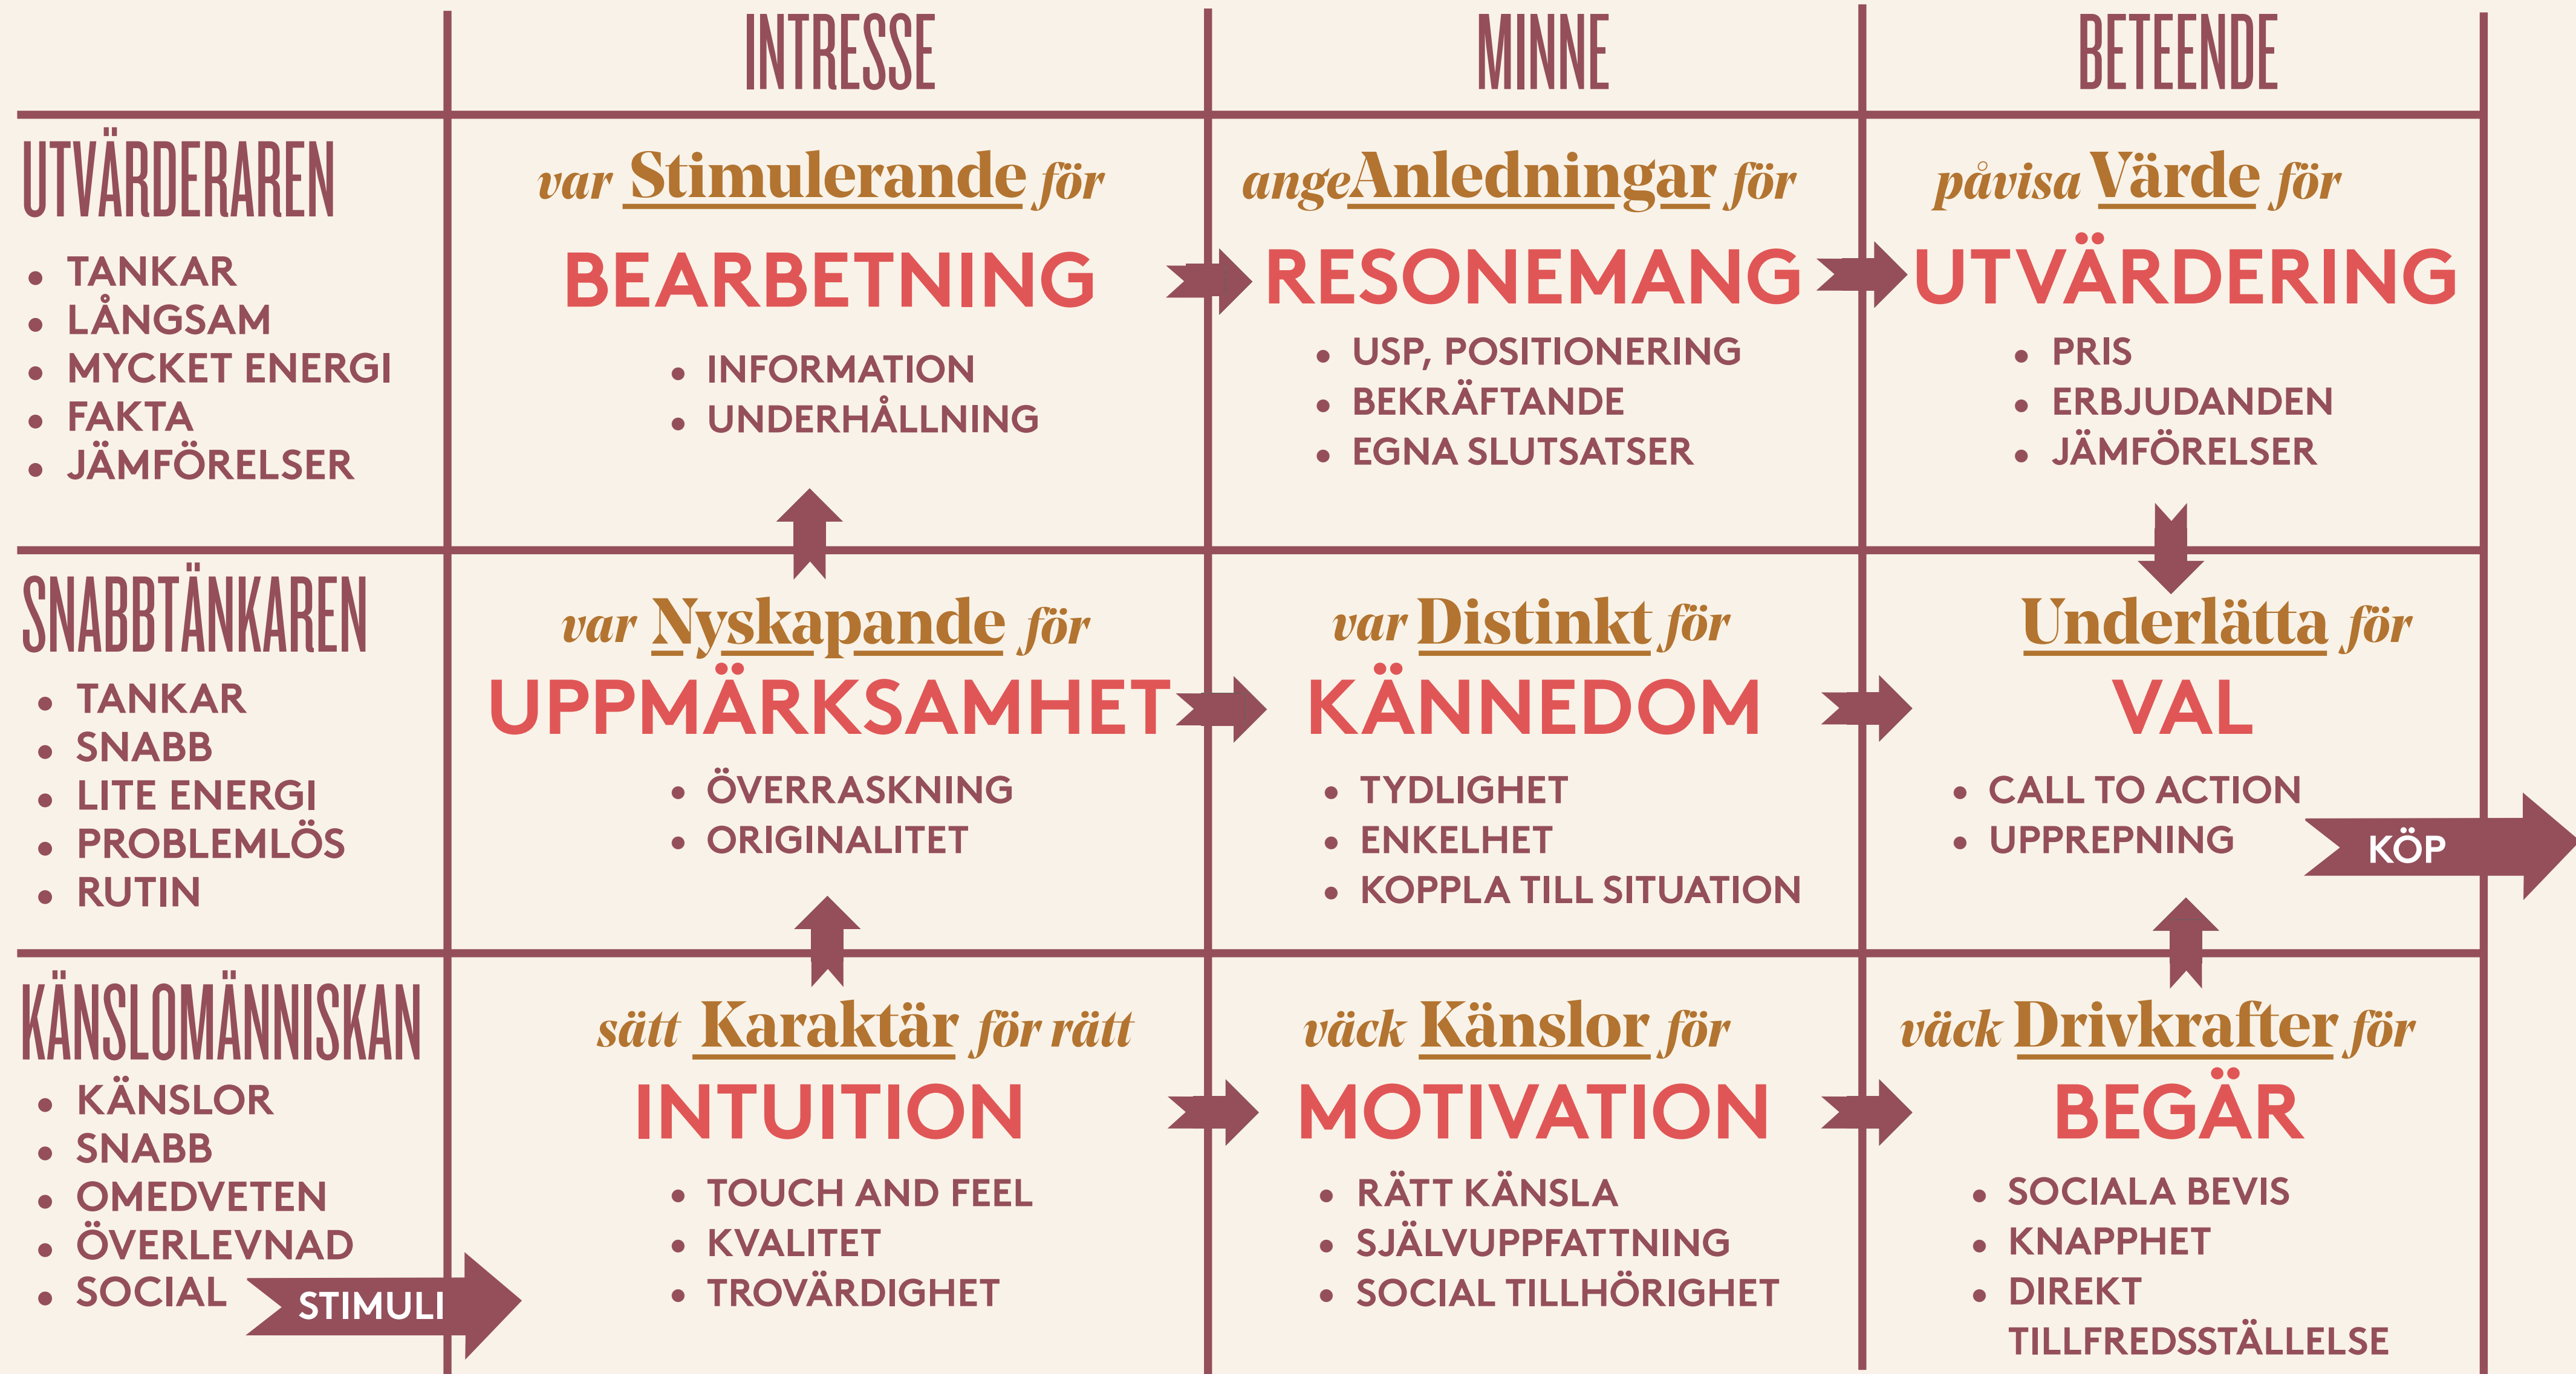 INTRESSE
MINNE
BETEENDE
UTVÄRDERAREN
• TANKAR
• LÅNGSAM
• MYCKET ENERGI
• FAKTA
• JÄMFÖRELSER
var Stimulerande för
BEARBETNING
• INFORMATION
• UNDERHÅLLNING
ange Anledningar för
RESONEMANG
• USP, POSITIONERING
• BEKRÄFTANDE
• EGNA SLUTSATSER
påvisa Värde för
UTVÄRDERING
• PRIS
• ERBJUDANDEN
• JÄMFÖRELSER
SNABBTÄNKAREN
• TANKAR
• SNABB
• LITE ENERGI
• PROBLEMLÖS
• RUTIN
var Nyskapande för
UPPMÄRKSAMHET
• ÖVERRASKNING
• ORIGINALITET
var Distinkt för
KÄNNEDOM
• TYDLIGHET
• ENKELHET
• KOPPLA TILL SITUATION
Underlätta för
VAL
• CALL TO ACTION
• UPPREPNING
KÖP
KÄNSLOMÄNNISKAN
• KÄNSLOR
• SNABB
• OMEDVETEN
• ÖVERLEVNAD
• SOCIAL
STIMULI
sätt Karaktär för rätt
INTUITION
• TOUCH AND FEEL
• KVALITET
• TROVÄRDIGHET
väck Känslor för
MOTIVATION
• RÄTT KÄNSLA
• SJÄLVUPPFATTNING
• SOCIAL TILLHÖRIGHET
väck Drivkrafter för
BEGÄR
• SOCIALA BEVIS
• KNAPPHET
• DIREKT
TILLFREDSSTÄLLELSE